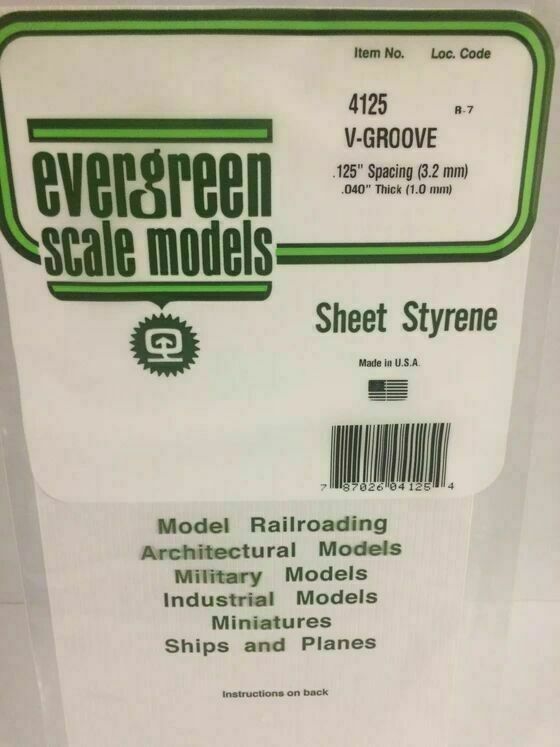 Item No. Loc. Code
4125 R-7
V-GROOVE
.125" Spacing (3.2 mm)
.040" Thick (1.0 mm)
evergreen
scale models
Sheet Styrene
Made in U.S.A.
7 87026 04125 4
Model Railroading
Architectural Models
Military Models
Industrial Models
Miniatures
Ships and Planes
Instructions on back